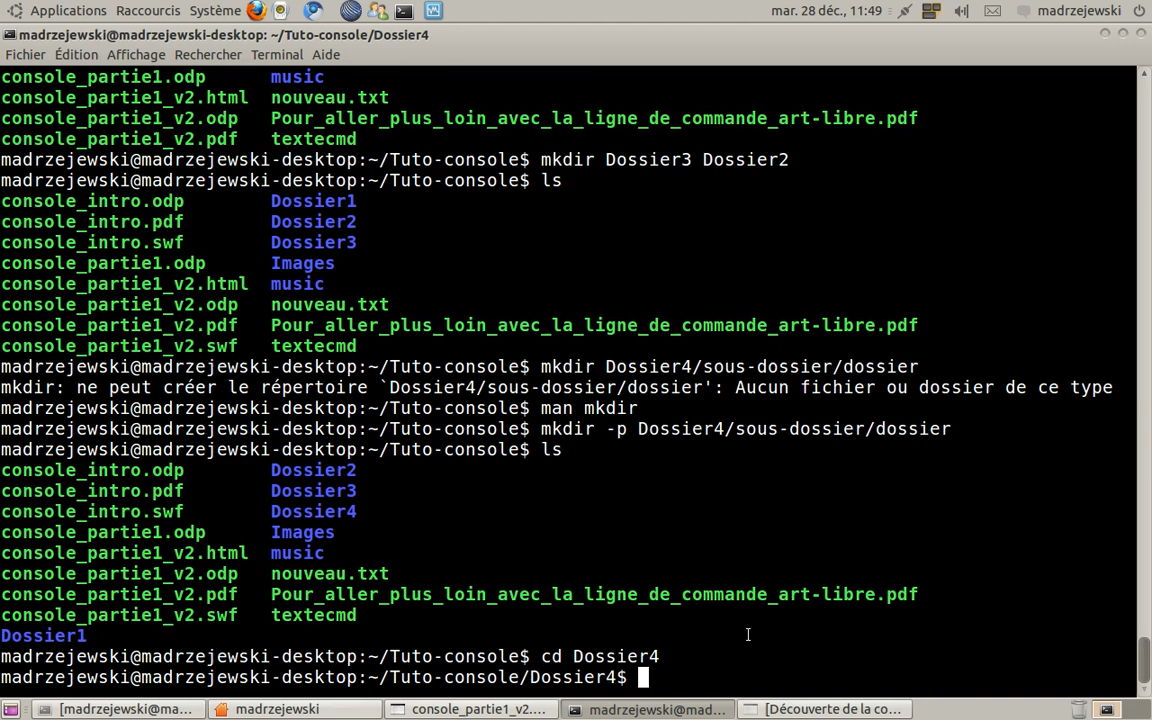 Applications Raccourcis Système mar. 28 déc., 11:49 madrzejewski
madrzejewski@madrzejewski-desktop: ~/Tuto-console/Dossier4
Fichier Édition Affichage Rechercher Terminal Aide
console_partie1.odp music
console_partie1_v2.html nouveau.txt
console_partie1_v2.odp Pour_aller_plus_loin_avec_la_ligne_de_commande_art-libre.pdf
console_partie1_v2.pdf textecmd
madrzejewski@madrzejewski-desktop:~/Tuto-console$ mkdir Dossier3 Dossier2
madrzejewski@madrzejewski-desktop:~/Tuto-console$ ls
console_intro.odp Dossier1
console_intro.pdf Dossier2
console_intro.swf Dossier3
console_partie1.odp Images
console_partie1_v2.html music
console_partie1_v2.odp nouveau.txt
console_partie1_v2.pdf Pour_aller_plus_loin_avec_la_ligne_de_commande_art-libre.pdf
console_partie1_v2.swf textecmd
madrzejewski@madrzejewski-desktop:~/Tuto-console$ mkdir Dossier4/sous-dossier/dossier
mkdir: ne peut créer le répertoire `Dossier4/sous-dossier/dossier': Aucun fichier ou dossier de ce type
madrzejewski@madrzejewski-desktop:~/Tuto-console$ man mkdir
madrzejewski@madrzejewski-desktop:~/Tuto-console$ mkdir -p Dossier4/sous-dossier/dossier
madrzejewski@madrzejewski-desktop:~/Tuto-console$ ls
console_intro.odp Dossier2
console_intro.pdf Dossier3
console_intro.swf Dossier4
console_partie1.odp Images
console_partie1_v2.html music
console_partie1_v2.odp nouveau.txt
console_partie1_v2.pdf Pour_aller_plus_loin_avec_la_ligne_de_commande_art-libre.pdf
console_partie1_v2.swf textecmd
Dossier1
madrzejewski@madrzejewski-desktop:~/Tuto-console$ cd Dossier4
madrzejewski@madrzejewski-desktop:~/Tuto-console/Dossier4$
[madrzejewski@ma... madrzejewski console_partie1_v2.... madrzejewski@mad... [Découverte de la co...